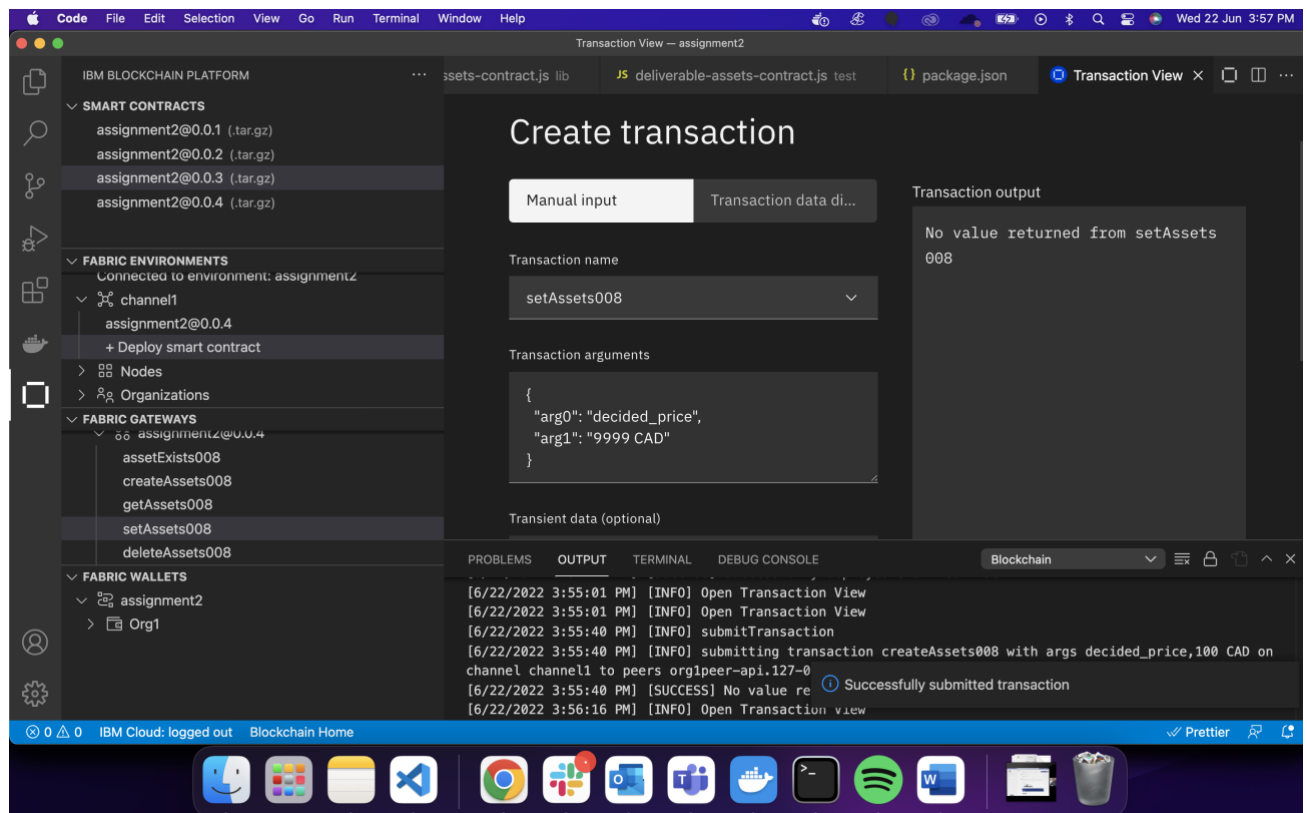 Code File Edit Selection View Go Run Terminal Window Help Wed 22 Jun 3:57 PM
Transaction View — assignment2
IBM BLOCKCHAIN PLATFORM
SMART CONTRACTS
assignment2@0.0.1 (.tar.gz)
assignment2@0.0.2 (.tar.gz)
assignment2@0.0.3 (.tar.gz)
assignment2@0.0.4 (.tar.gz)
FABRIC ENVIRONMENTS
Connected to environment: assignment2
channel1
assignment2@0.0.4
+ Deploy smart contract
Nodes
Organizations
FABRIC GATEWAYS
assignment2@0.0.4
assetExists008
createAssets008
getAssets008
setAssets008
deleteAssets008
FABRIC WALLETS
assignment2
Org1
ssets-contract.js lib JS deliverable-assets-contract.js test {} package.json Transaction View
Create transaction
Manual input Transaction data di...
Transaction name
setAssets008
Transaction arguments
{
"arg0": "decided_price",
"arg1": "9999 CAD"
}
Transient data (optional)
Transaction output
No value returned from setAssets
008
PROBLEMS OUTPUT TERMINAL DEBUG CONSOLE Blockchain
[6/22/2022 3:55:01 PM] [INFO] Open Transaction View
[6/22/2022 3:55:01 PM] [INFO] Open Transaction View
[6/22/2022 3:55:40 PM] [INFO] submitTransaction
[6/22/2022 3:55:40 PM] [INFO] submitting transaction createAssets008 with args decided_price,100 CAD on
channel channel1 to peers org1peer-api.127-0
[6/22/2022 3:55:40 PM] [SUCCESS] No value re
[6/22/2022 3:56:16 PM] [INFO] Open Transaction View
Successfully submitted transaction
0 0 IBM Cloud: logged out Blockchain Home Prettier